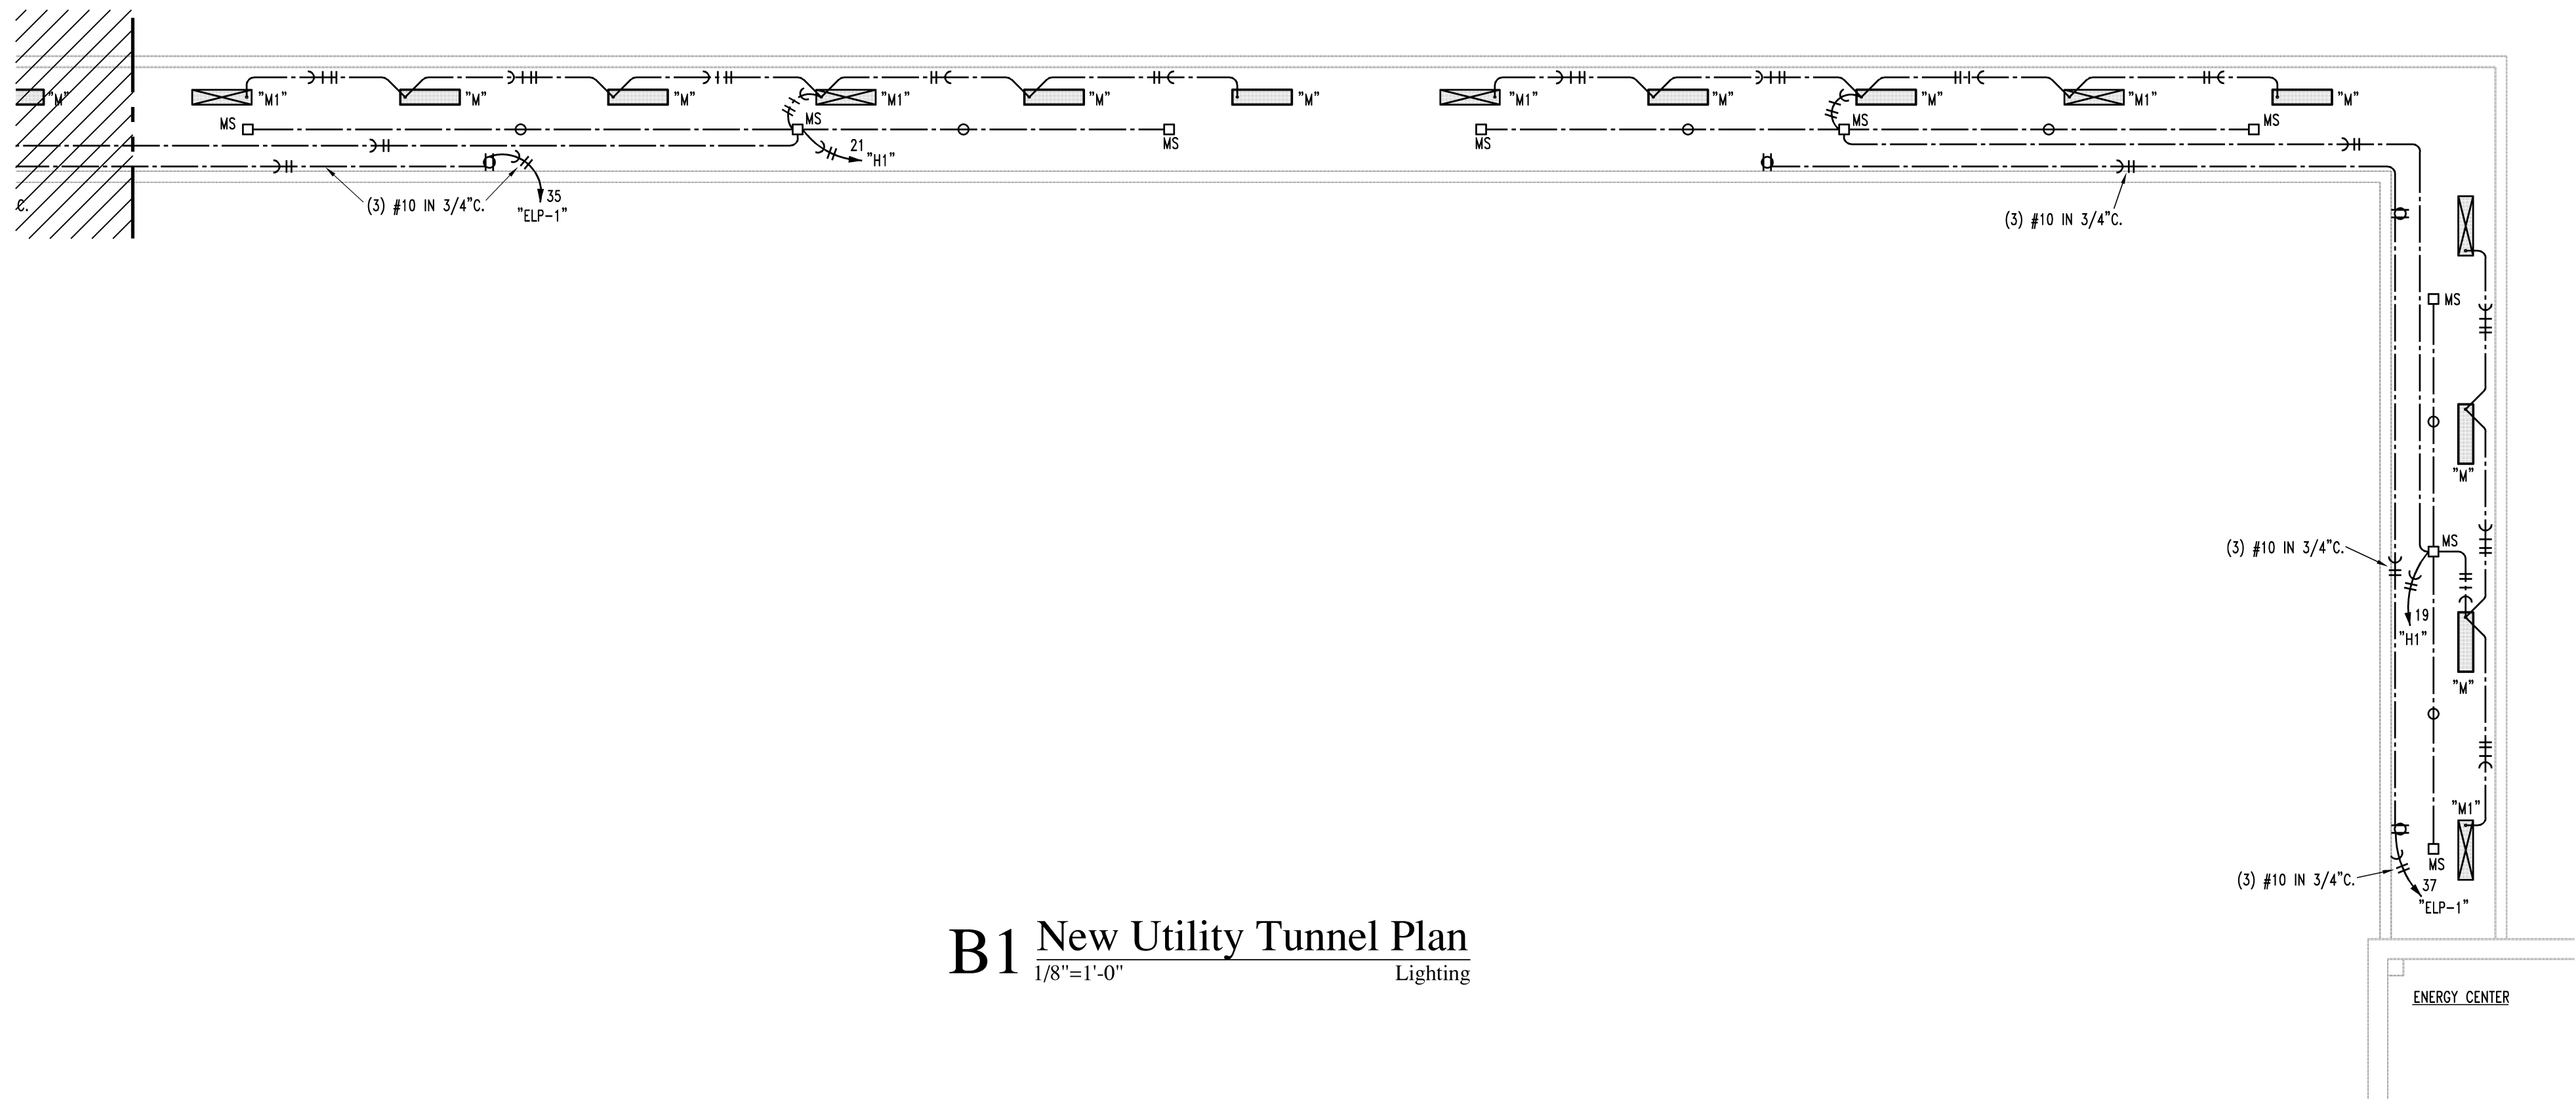 "M"
"M1"
"M"
"M"
"M1"
"M"
"M"
"M1"
"M"
"M"
"M1"
"M"
MS
MS
MS
MS
MS
MS
21
"H1"
C.
(3) #10 IN 3/4"C.
35
"ELP-1"
(3) #10 IN 3/4"C.
MS
"M"
MS
(3) #10 IN 3/4"C.
19
"H1"
"M"
"M1"
MS
(3) #10 IN 3/4"C.
37
"ELP-1"
B1 New Utility Tunnel Plan
1/8"=1'-0" Lighting
ENERGY CENTER